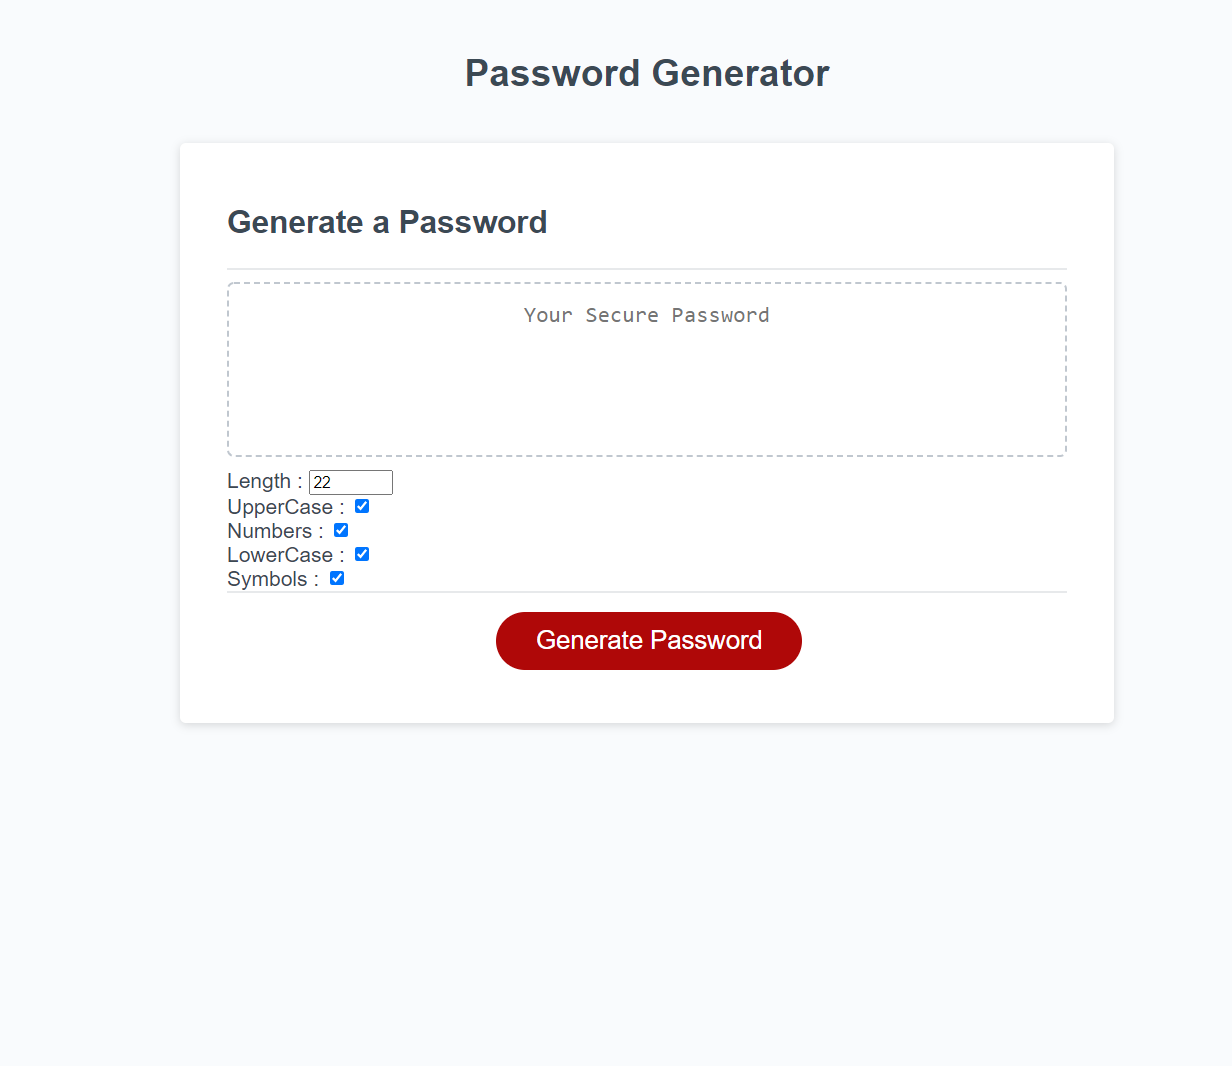 Password Generator
Generate a Password
Your Secure Password
Length : 22
UpperCase :
Numbers :
LowerCase :
Symbols :
Generate Password